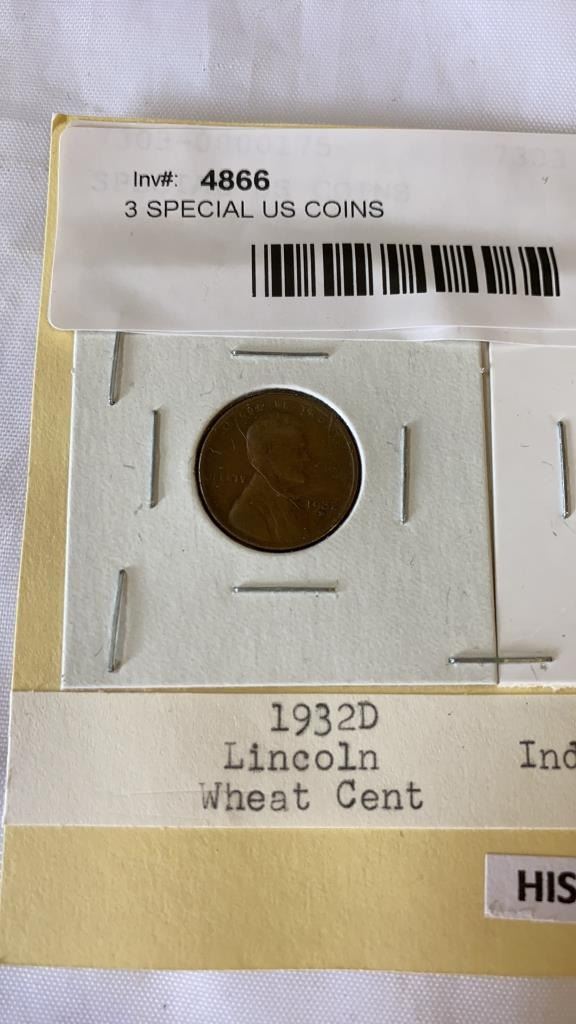 Inv#: 4866
3 SPECIAL US COINS
LIBERTY
1932
D
1932D
Lincoln
Wheat Cent
Ind
HIS